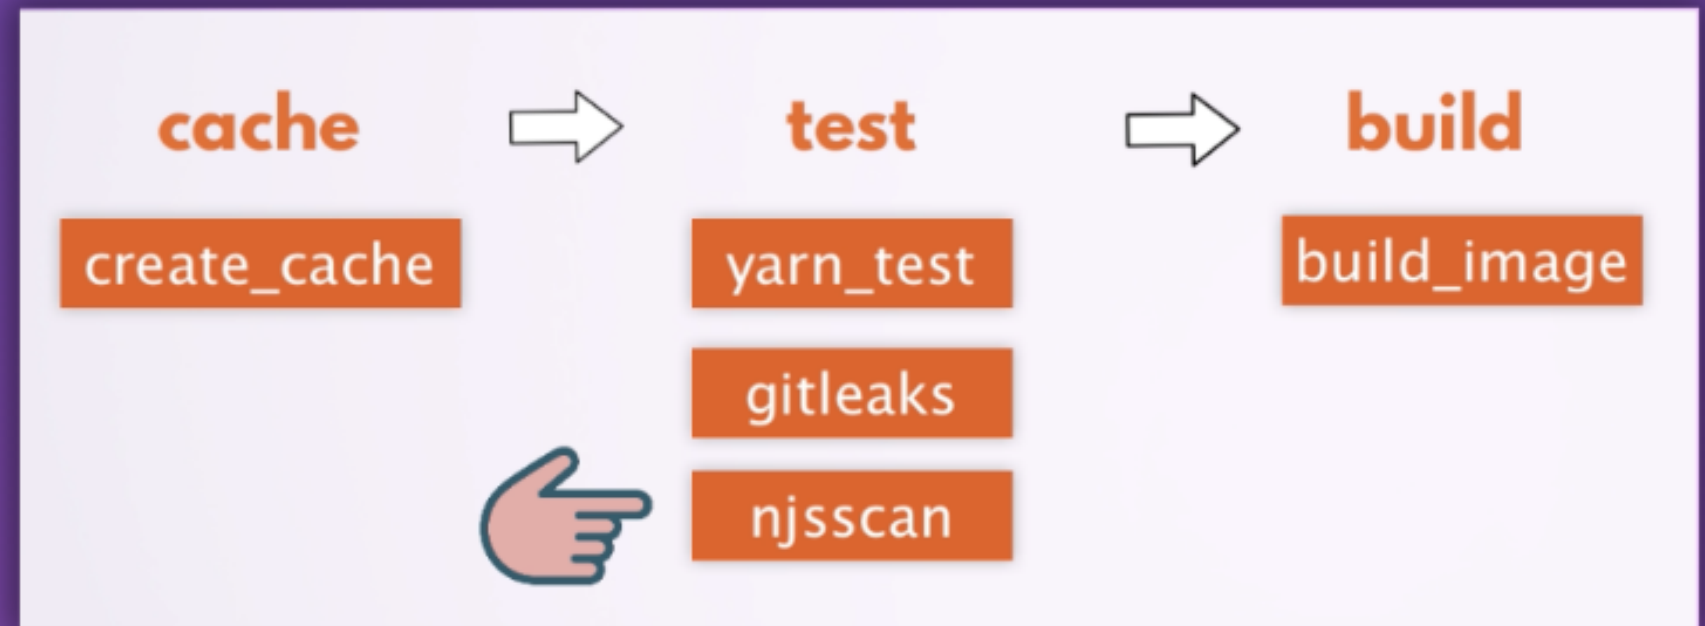 cache
test
build
create_cache
yarn_test
build_image
gitleaks
njsscan